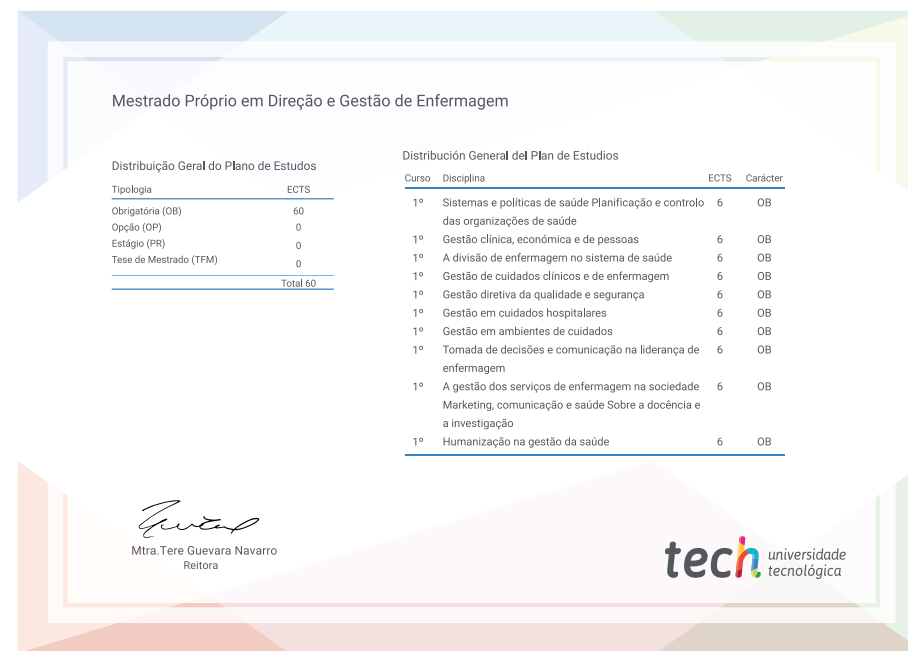 Mestrado Próprio em Direção e Gestão de Enfermagem
Distribuição Geral do Plano de Estudos
Tipologia ECTS
Obrigatória (OB) 60
Opção (OP) 0
Estágio (PR) 0
Tese de Mestrado (TFM) 0
Total 60
Distribución General del Plan de Estudios
Curso Disciplina ECTS Carácter
1º Sistemas e políticas de saúde Planificação e controlo 6 OB
das organizações de saúde
1º Gestão clínica, económica e de pessoas 6 OB
1º A divisão de enfermagem no sistema de saúde 6 OB
1º Gestão de cuidados clínicos e de enfermagem 6 OB
1º Gestão diretiva da qualidade e segurança 6 OB
1º Gestão em cuidados hospitalares 6 OB
1º Gestão em ambientes de cuidados 6 OB
1º Tomada de decisões e comunicação na liderança de 6 OB
enfermagem
1º A gestão dos serviços de enfermagem na sociedade 6 OB
Marketing, comunicação e saúde Sobre a docência e
a investigação
1º Humanização na gestão da saúde 6 OB
Mtra.Tere Guevara Navarro
Reitora
tech universidade
tecnológica